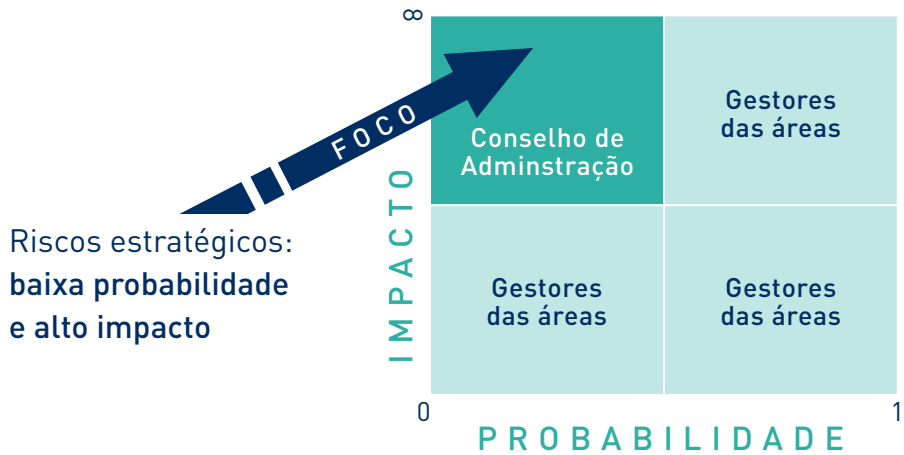 ∞
FOCO
Gestores
das áreas
Conselho de
Adminstração
IMPACTO
Riscos estratégicos:
baixa probabilidade
e alto impacto
Gestores
das áreas
Gestores
das áreas
0
1
PROBABILIDADE